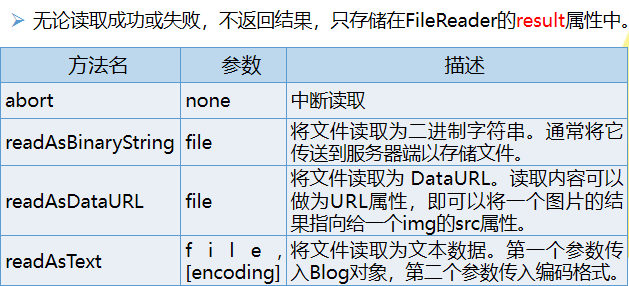 ➢ 无论读取成功或失败，不返回结果，只存储在FileReader的result属性中。
方法名 参数 描述
abort none 中断读取
readAsBinaryString file 将文件读取为二进制字符串。通常将它
传送到服务器端以存储文件。
readAsDataURL file 将文件读取为 DataURL。读取内容可以
做为URL属性，即可以将一个图片的结
果指向给一个img的src属性。
readAsText file, 将文件读取为文本数据。第一个参数传
[encoding] 入Blog对象，第二个参数传入编码格式。